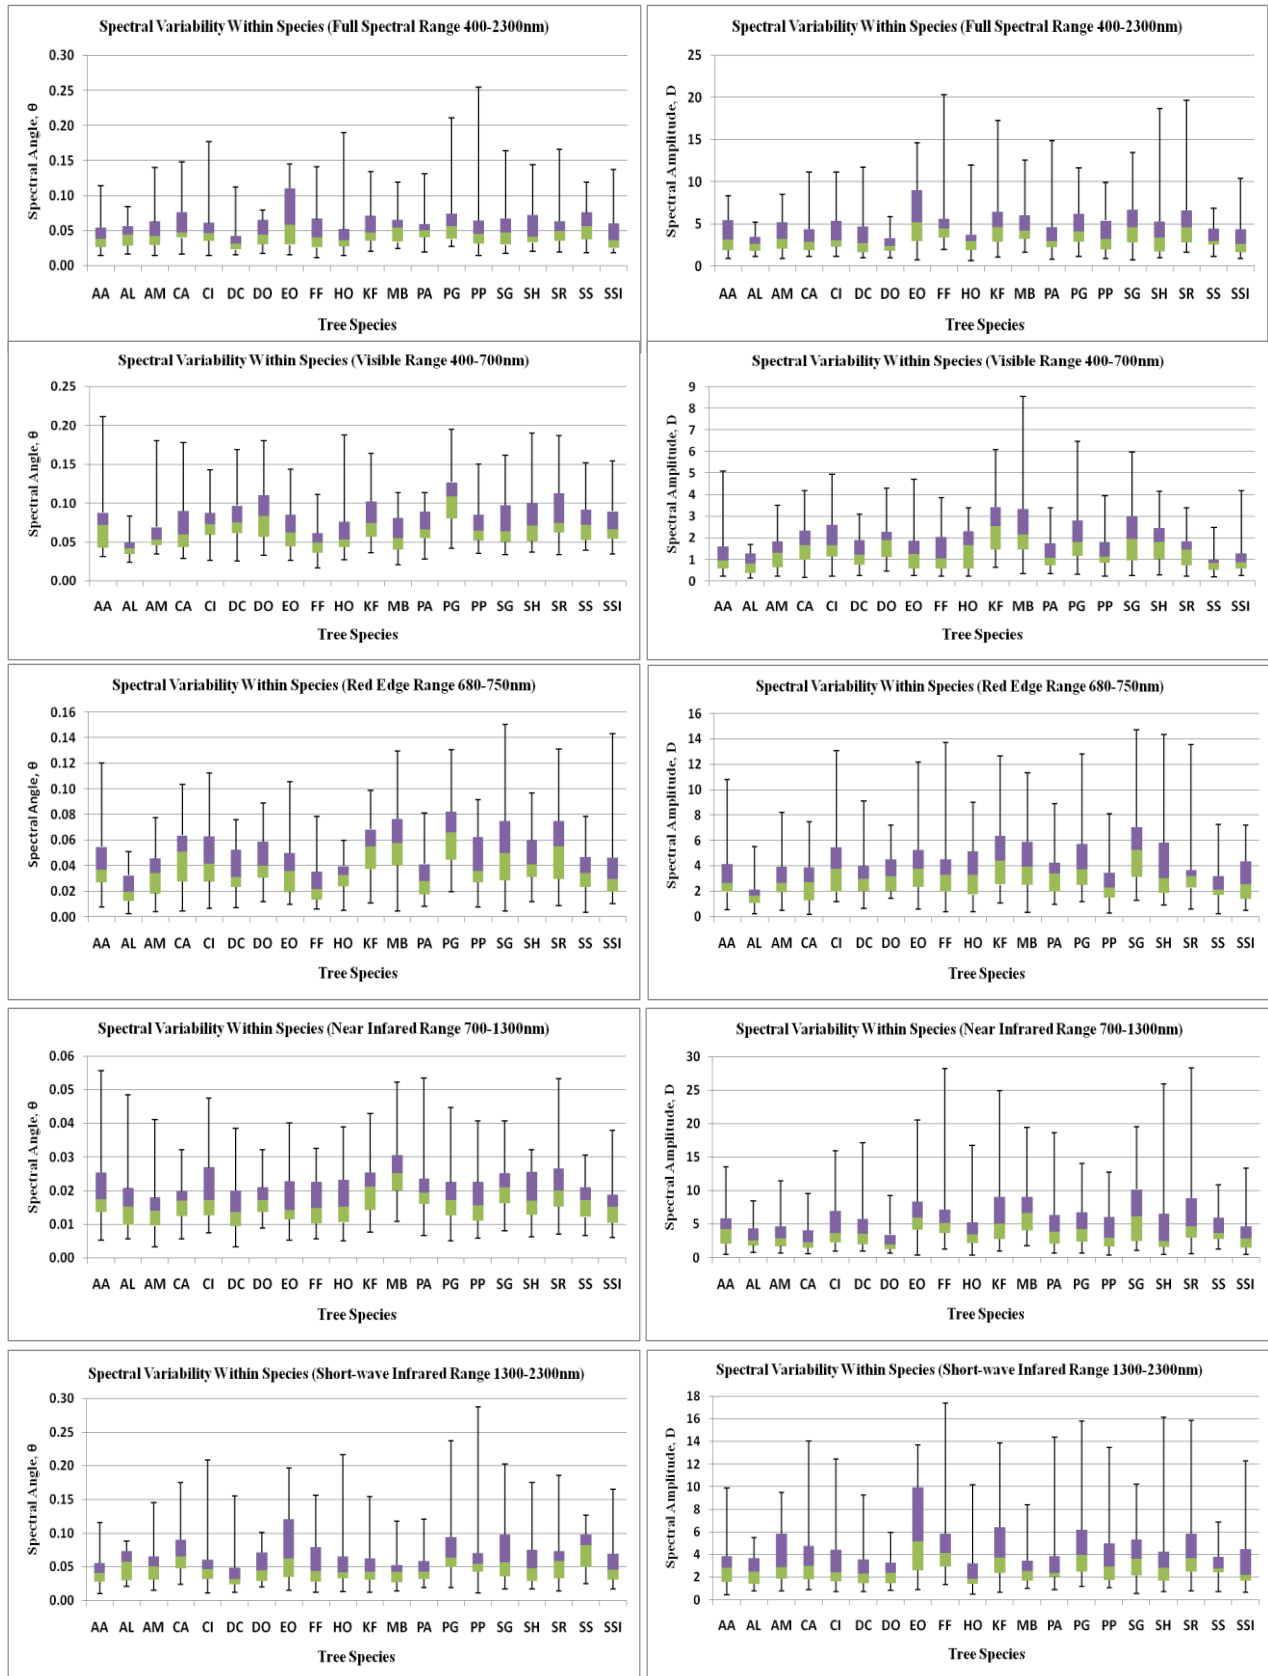 Spectral Variability Within Species (Full Spectral Range 400-2300nm)
Spectral Angle, θ
0.30
0.25
0.20
0.15
0.10
0.05
0.00
AA AL AM CA CI DC DO EO FF HO KF MB PA PG PP SG SH SR SS SSI
Tree Species
Spectral Variability Within Species (Full Spectral Range 400-2300nm)
Spectral Amplitude, D
25
20
15
10
5
0
AA AL AM CA CI DC DO EO FF HO KF MB PA PG PP SG SH SR SS SSI
Tree Species
Spectral Variability Within Species (Visible Range 400-700nm)
Spectral Angle, θ
0.25
0.20
0.15
0.10
0.05
0.00
AA AL AM CA CI DC DO EO FF HO KF MB PA PG PP SG SH SR SS SSI
Tree Species
Spectral Variability Within Species (Visible Range 400-700nm)
Spectral Amplitude, D
9
8
7
6
5
4
3
2
1
0
AA AL AM CA CI DC DO EO FF HO KF MB PA PG PP SG SH SR SS SSI
Tree Species
Spectral Variability Within Species (Red Edge Range 680-750nm)
Spectral Angle, θ
0.16
0.14
0.12
0.10
0.08
0.06
0.04
0.02
0.00
AA AL AM CA CI DC DO EO FF HO KF MB PA PG PP SG SH SR SS SSI
Tree Species
Spectral Variability Within Species (Red Edge Range 680-750nm)
Spectral Amplitude, D
16
14
12
10
8
6
4
2
0
AA AL AM CA CI DC DO EO FF HO KF MB PA PG PP SG SH SR SS SSI
Tree Species
Spectral Variability Within Species (Near Infared Range 700-1300nm)
Spectral Angle, θ
0.06
0.05
0.04
0.03
0.02
0.01
0.00
AA AL AM CA CI DC DO EO FF HO KF MB PA PG PP SG SH SR SS SSI
Tree Species
Spectral Variability Within Species (Near Infrared Range 700-1300nm)
Spectral Amplitude, D
30
25
20
15
10
5
0
AA AL AM CA CI DC DO EO FF HO KF MB PA PG PP SG SH SR SS SSI
Tree Species
Spectral Variability Within Species (Short-wave Infrared Range 1300-2300nm)
Spectral Angle, θ
0.30
0.25
0.20
0.15
0.10
0.05
0.00
AA AL AM CA CI DC DO EO FF HO KF MB PA PG PP SG SH SR SS SSI
Tree Species
Spectral Variability Within Species (Short-wave Infared Range 1300-2300nm)
Spectral Amplitude, D
18
16
14
12
10
8
6
4
2
0
AA AL AM CA CI DC DO EO FF HO KF MB PA PG PP SG SH SR SS SSI
Tree Species